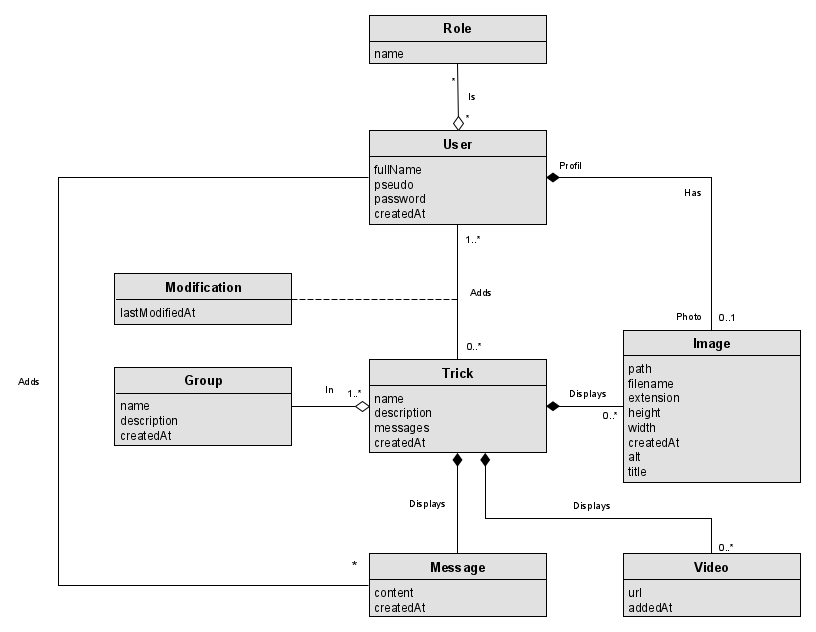 Role
name
*
Is
*
User
fullName
pseudo
password
createdAt
Profil
Has
1..*
Modification
lastModifiedAt
Adds
Photo
0..1
0..*
Image
path
filename
extension
height
width
createdAt
alt
title
Adds
Group
name
description
createdAt
In
1..*
Trick
name
description
messages
createdAt
Displays
0..*
Displays
Displays
*
0..*
Message
content
createdAt
Video
url
addedAt